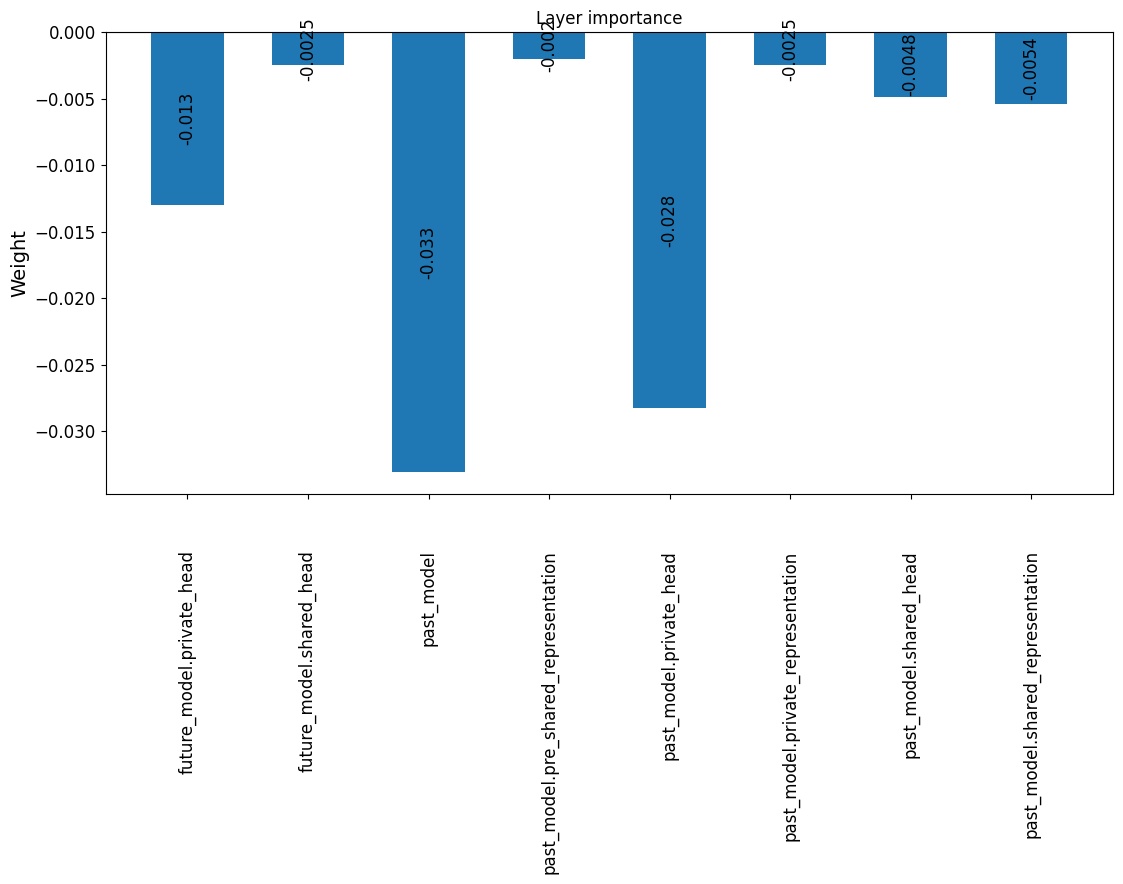 Layer importance
0.000
−0.005
−0.010
−0.015
−0.020
−0.025
−0.030
Weight
-0.013
-0.0025
-0.033
-0.002
-0.028
-0.0025
-0.0048
-0.0054
future_model.private_head
future_model.shared_head
past_model
past_model.pre_shared_representation
past_model.private_head
past_model.private_representation
past_model.shared_head
past_model.shared_representation